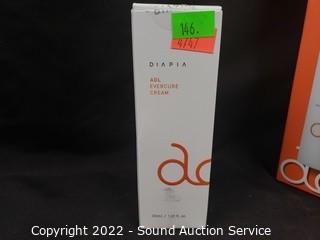 146.
4747
DIAPIA
ADL
EVERCURE
CREAM
Copyright 2022 - Sound Auction Service